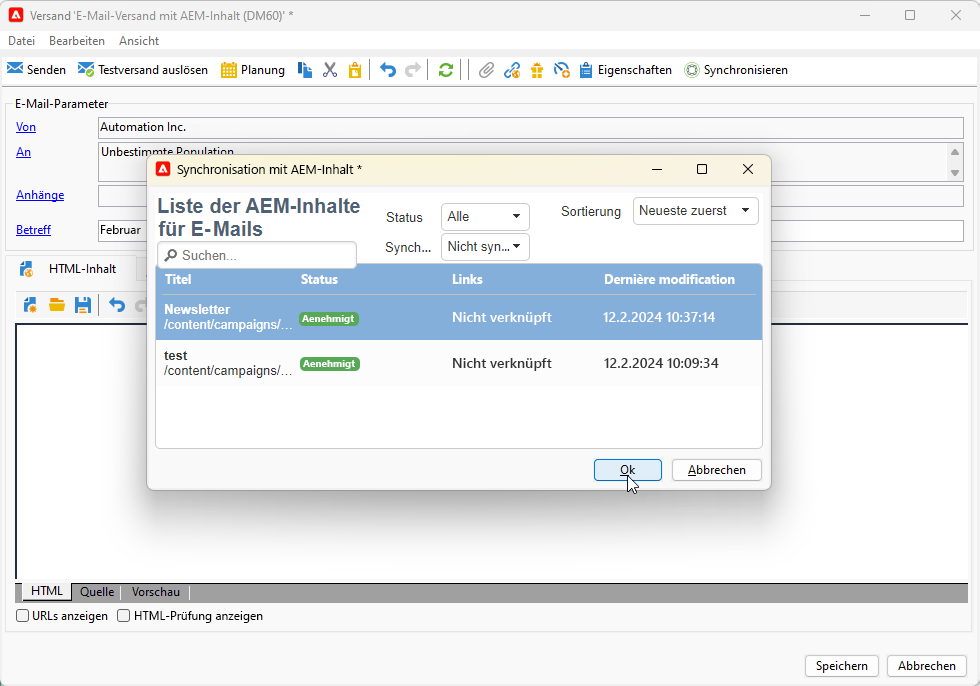 Versand 'E-Mail-Versand mit AEM-Inhalt (DM60)' *
Datei Bearbeiten Ansicht
Senden Testversand auslösen Planung Eigenschaften Synchronisieren
E-Mail-Parameter
Von Automation Inc.
An Unbestimmte Population
Anhänge
Betreff Februar
HTML-Inhalt
Synchronisation mit AEM-Inhalt *
Liste der AEM-Inhalte
für E-Mails
Status Alle
Sortierung Neueste zuerst
Synch... Nicht syn...
Suchen...
Titel Status Links Dernière modification
Newsletter
/content/campaigns/... Aenehmigt Nicht verknüpft 12.2.2024 10:37:14
test
/content/campaigns/... Aenehmigt Nicht verknüpft 12.2.2024 10:09:34
Ok Abbrechen
HTML Quelle Vorschau
URLs anzeigen HTML-Prüfung anzeigen
Speichern Abbrechen